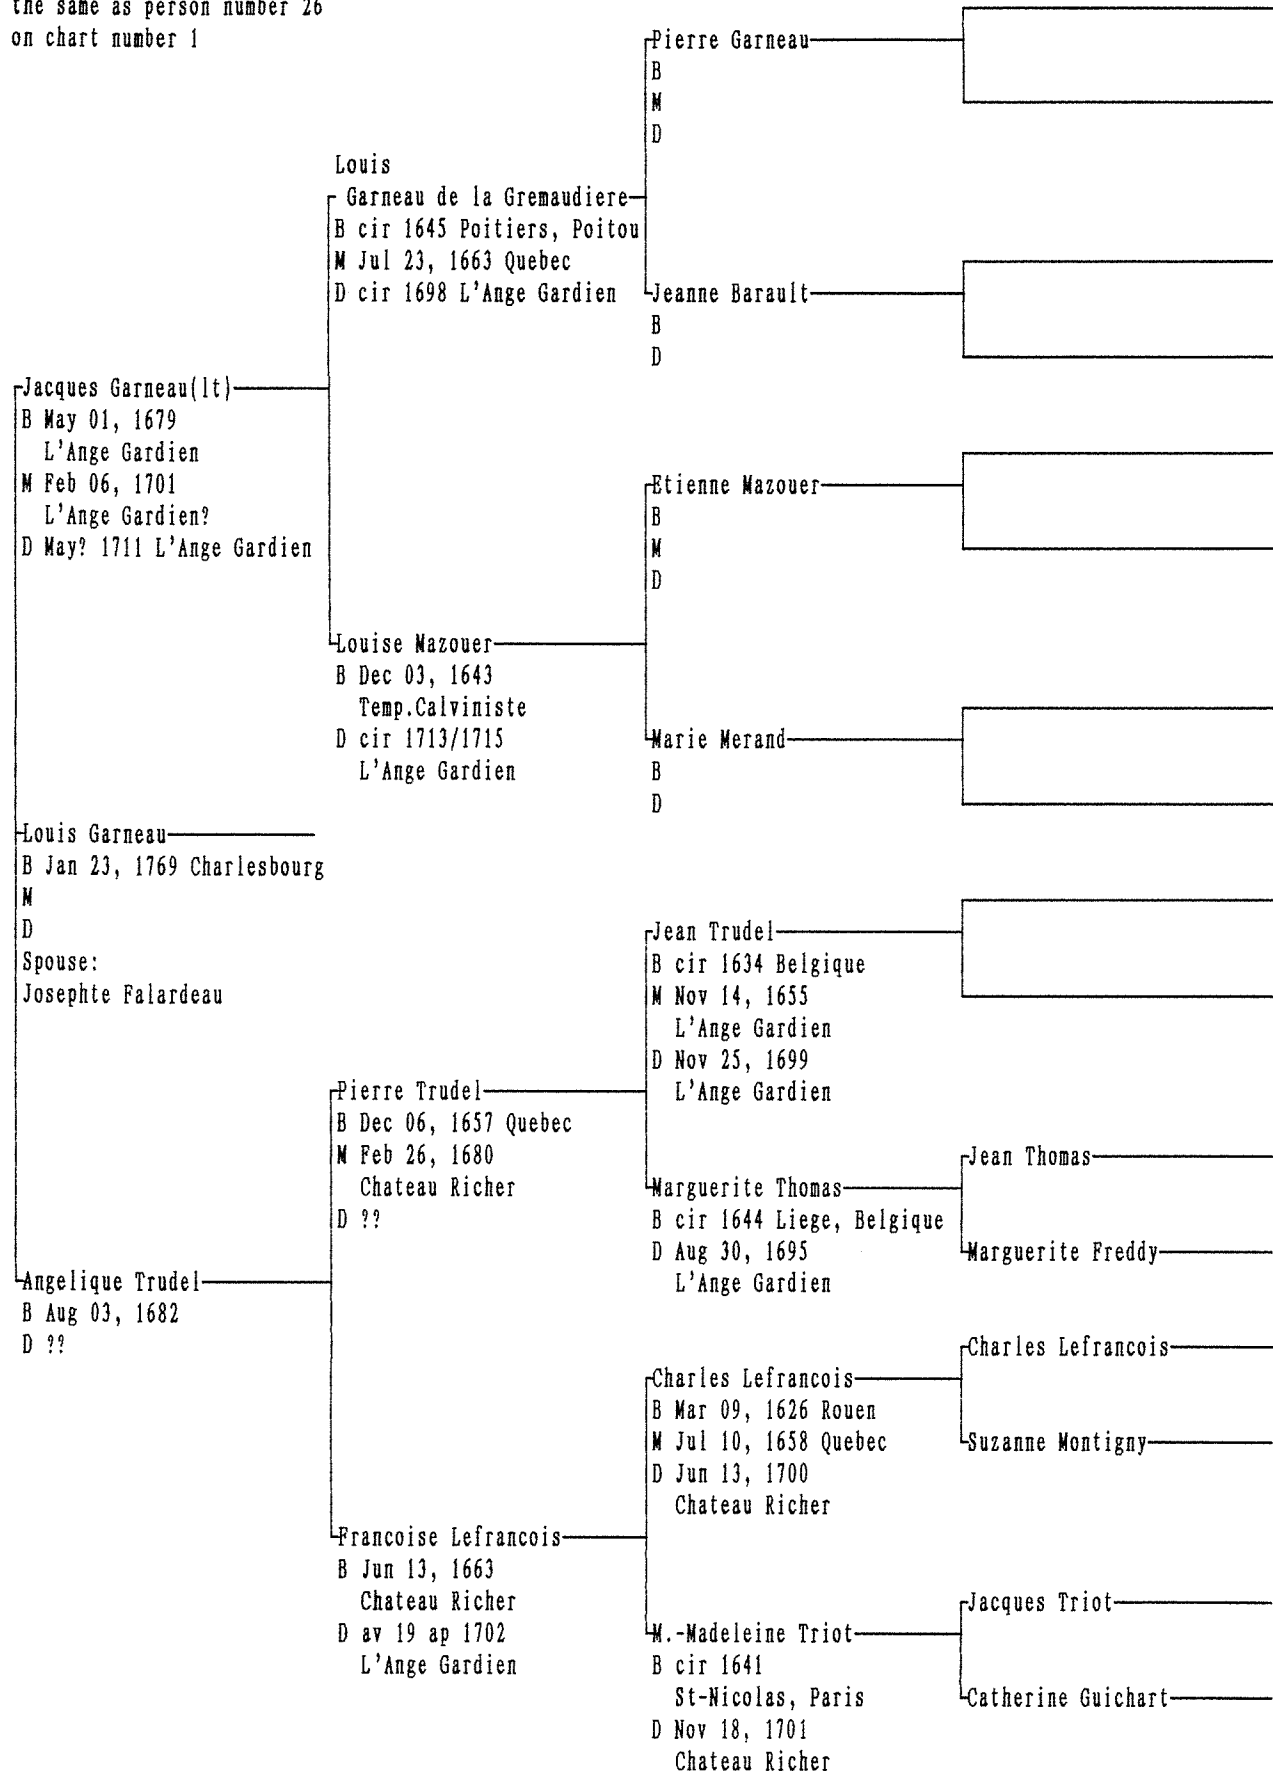 the same as person number 26
on chart number 1
Pierre Garneau
B
M
D
Louis
Garneau de la Gremaudiere
B cir 1645 Poitiers, Poitou
M Jul 23, 1663 Quebec
D cir 1698 L'Ange Gardien
Jeanne Barault
B
D
Jacques Garneau(lt)
B May 01, 1679
L'Ange Gardien
M Feb 06, 1701
L'Ange Gardien?
D May? 1711 L'Ange Gardien
Etienne Mazouer
B
M
D
Louise Mazouer
B Dec 03, 1643
Temp.Calviniste
D cir 1713/1715
L'Ange Gardien
Marie Merand
B
D
Louis Garneau
B Jan 23, 1769 Charlesbourg
M
D
Spouse:
Josephte Falardeau
Jean Trudel
B cir 1634 Belgique
M Nov 14, 1655
L'Ange Gardien
D Nov 25, 1699
L'Ange Gardien
Pierre Trudel
B Dec 06, 1657 Quebec
M Feb 26, 1680
Chateau Richer
D ??
Jean Thomas
Marguerite Thomas
B cir 1644 Liege, Belgique
D Aug 30, 1695
L'Ange Gardien
Marguerite Freddy
Angelique Trudel
B Aug 03, 1682
D ??
Charles Lefrancois
Charles Lefrancois
B Mar 09, 1626 Rouen
M Jul 10, 1658 Quebec
D Jun 13, 1700
Chateau Richer
Suzanne Montigny
Francoise Lefrancois
B Jun 13, 1663
Chateau Richer
D av 19 ap 1702
L'Ange Gardien
Jacques Triot
M.-Madeleine Triot
B cir 1641
St-Nicolas, Paris
D Nov 18, 1701
Chateau Richer
Catherine Guichart